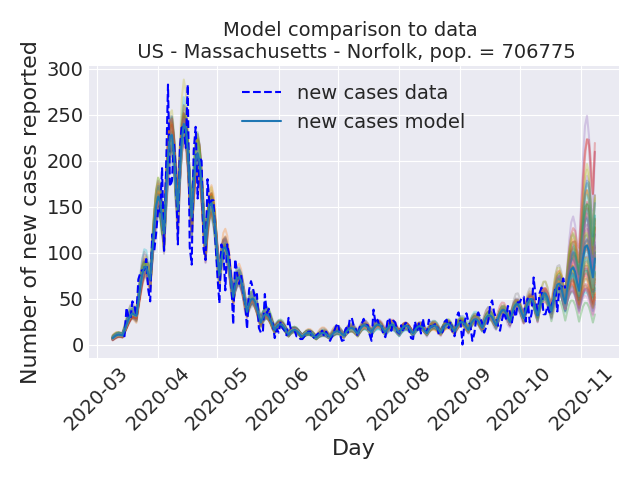 Model comparison to data
US - Massachusetts - Norfolk, pop. = 706775
Number of new cases reported
300
250
200
150
100
50
0
new cases data
new cases model
2020-03
2020-04
2020-05
2020-06
2020-07
2020-08
2020-09
2020-10
2020-11
Day